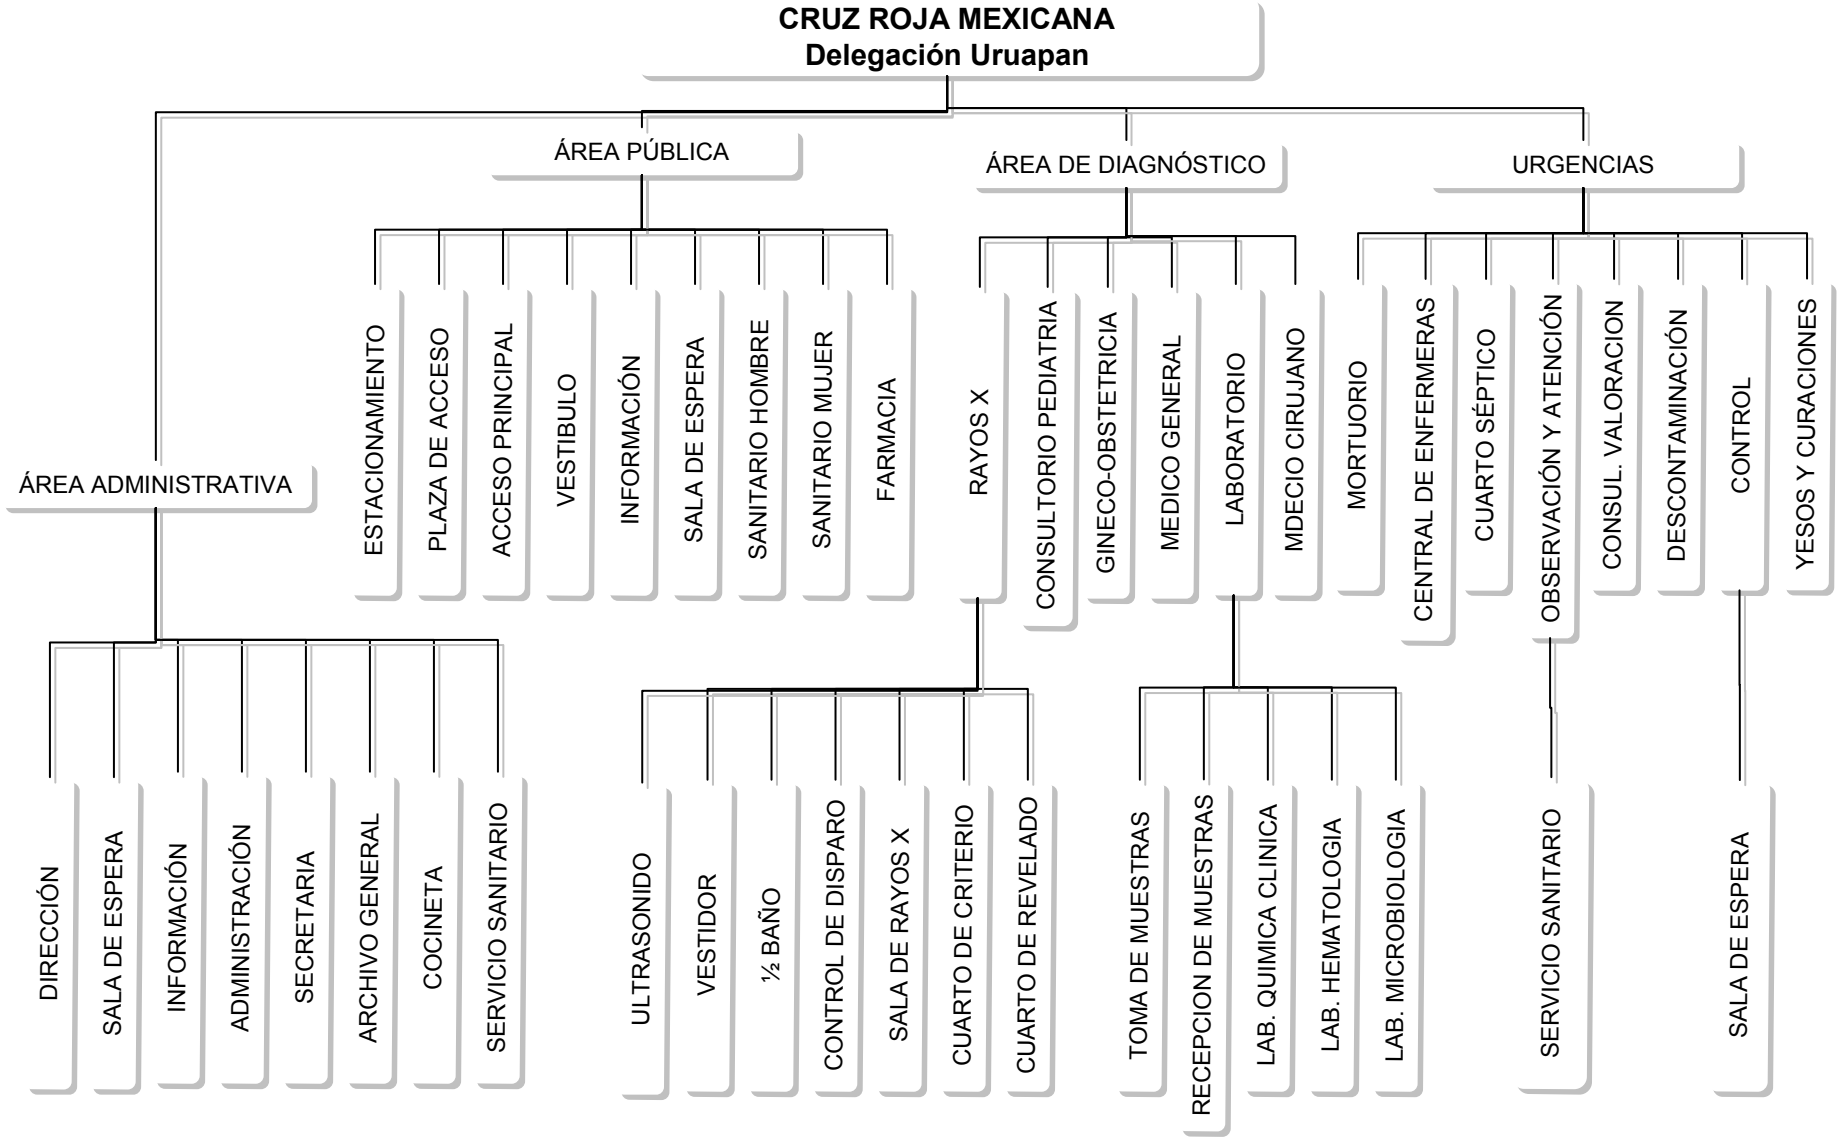 CRUZ ROJA MEXICANA
Delegación Uruapan
ÁREA PÚBLICA
ÁREA DE DIAGNÓSTICO
URGENCIAS
ESTACIONAMIENTO
PLAZA DE ACCESO
ACCESO PRINCIPAL
VESTIBULO
INFORMACIÓN
SALA DE ESPERA
SANITARIO HOMBRE
SANITARIO MUJER
FARMACIA
RAYOS X
CONSULTORIO PEDIATRIA
GINECO-OBSTETRICIA
MEDICO GENERAL
LABORATORIO
MDECIO CIRUJANO
MORTUORIO
CENTRAL DE ENFERMERAS
CUARTO SÉPTICO
OBSERVACIÓN Y ATENCIÓN
CONSUL. VALORACION
DESCONTAMINACIÓN
CONTROL
YESOS Y CURACIONES
ÁREA ADMINISTRATIVA
DIRECCIÓN
SALA DE ESPERA
INFORMACIÓN
ADMINISTRACIÓN
SECRETARIA
ARCHIVO GENERAL
COCINETA
SERVICIO SANITARIO
ULTRASONIDO
VESTIDOR
½ BAÑO
CONTROL DE DISPARO
SALA DE RAYOS X
CUARTO DE CRITERIO
CUARTO DE REVELADO
TOMA DE MUESTRAS
RECEPCION DE MUESTRAS
LAB. QUIMICA CLINICA
LAB. HEMATOLOGIA
LAB. MICROBIOLOGIA
SERVICIO SANITARIO
SALA DE ESPERA